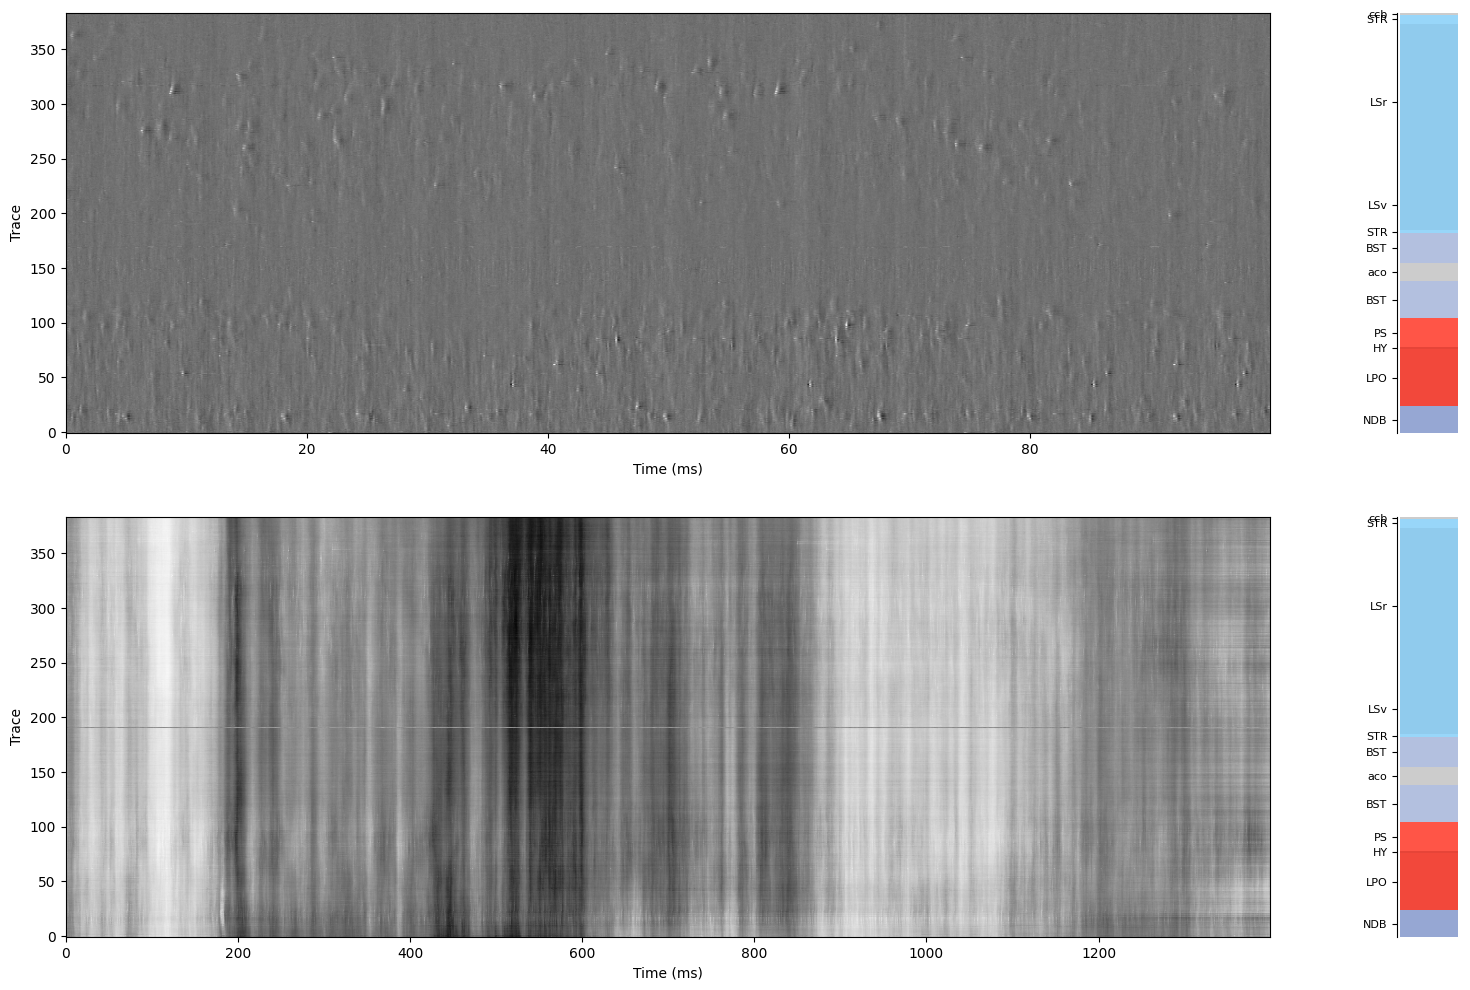 350
300
250
200
150
100
50
0
Trace
0 20 40 60 80
Time (ms)
ccb
STR
LSr
LSv
STR
BST
aco
BST
PS
HY
LPO
NDB
350
300
250
200
150
100
50
0
Trace
0 200 400 600 800 1000 1200
Time (ms)
ccb
STR
LSr
LSv
STR
BST
aco
BST
PS
HY
LPO
NDB